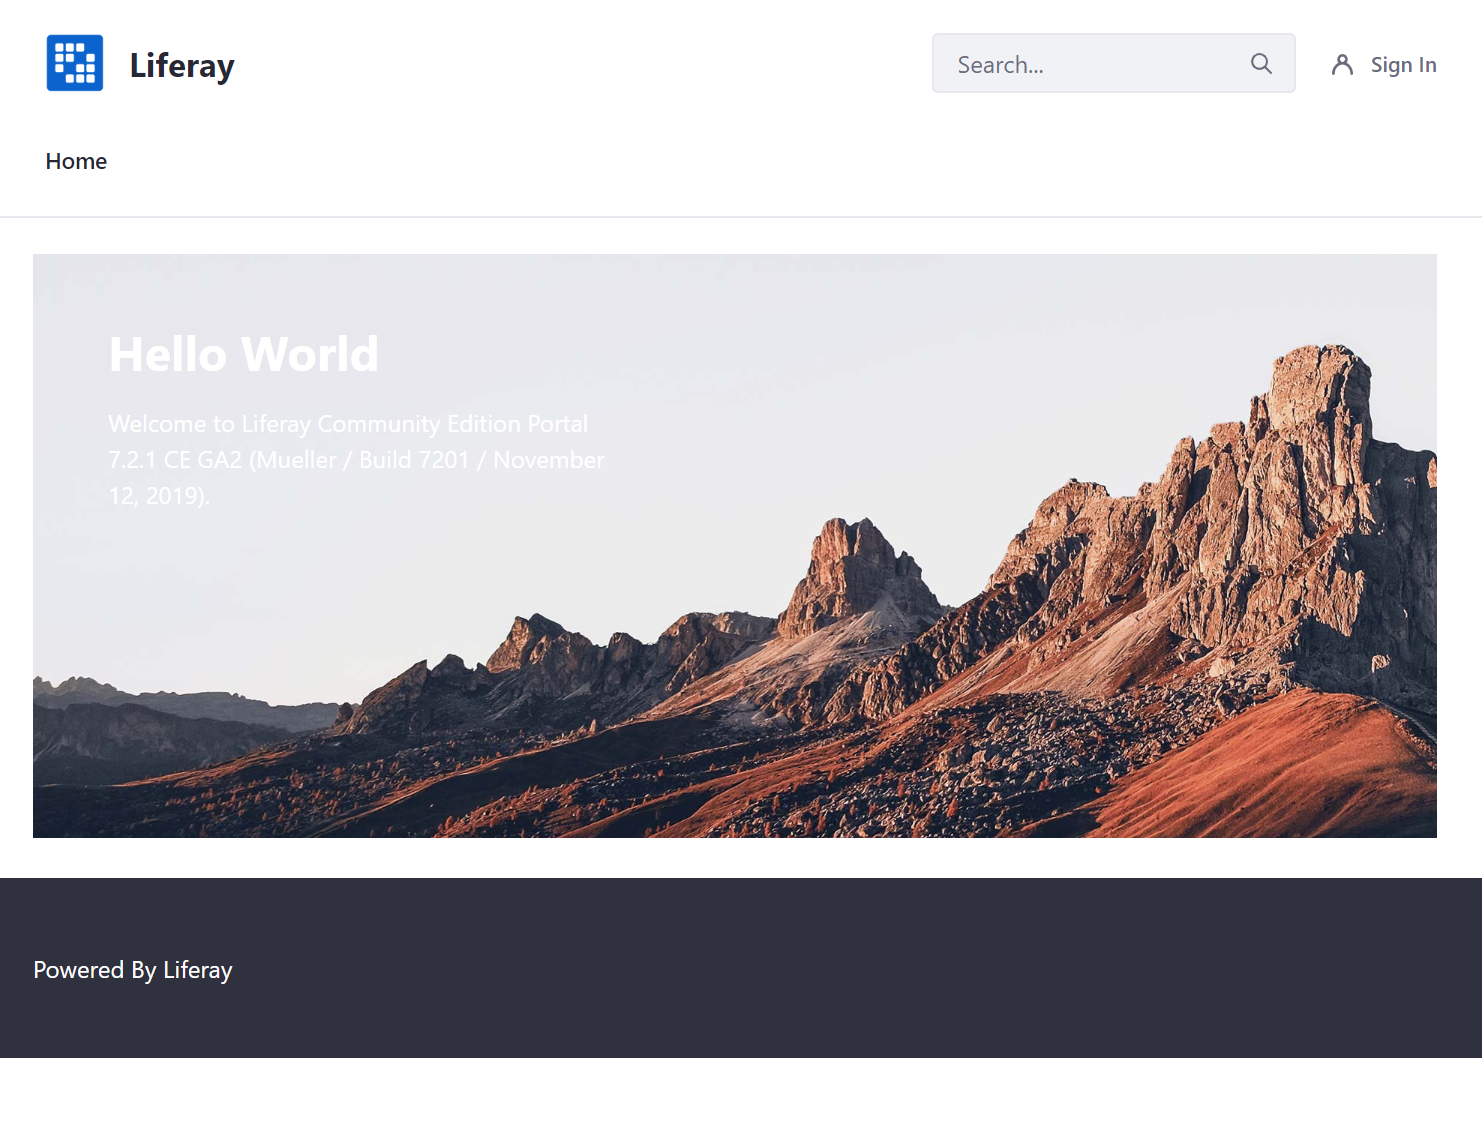 Liferay
Search...
Sign In
Home
Hello World
Welcome to Liferay Community Edition Portal
7.2.1 CE GA2 (Mueller / Build 7201 / November
12, 2019).
Powered By Liferay